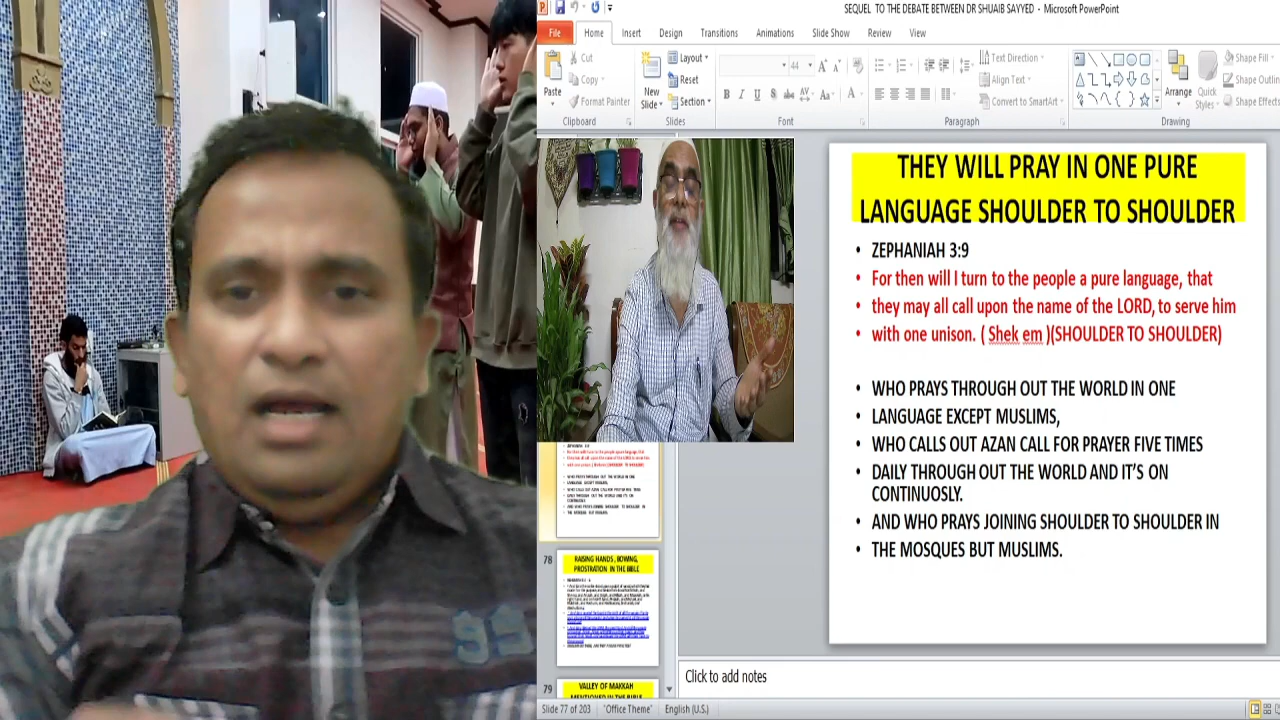 SEQUEL TO THE DEBATE BETWEEN DR SHUAIB SAYYED - Microsoft PowerPoint
File Home Insert Design Transitions Animations Slide Show Review View
Cut
Copy
Format Painter
Paste
New
Slide
Layout
Reset
Section
44
Text Direction
Align Text
Convert to SmartArt
Arrange
Quick
Styles
Shape Fill
Shape Effects
Clipboard Slides Font Paragraph Drawing
THEY WILL PRAY IN ONE PURE
LANGUAGE SHOULDER TO SHOULDER
• ZEPHANIAH 3:9
• For then will I turn to the people a pure language, that
• they may all call upon the name of the LORD, to serve him
• with one unison. ( Shek em )(SHOULDER TO SHOULDER)
• WHO PRAYS THROUGH OUT THE WORLD IN ONE
• LANGUAGE EXCEPT MUSLIMS,
• WHO CALLS OUT AZAN CALL FOR PRAYER FIVE TIMES
• DAILY THROUGH OUT THE WORLD AND IT'S ON
CONTINUOSLY.
• AND WHO PRAYS JOINING SHOULDER TO SHOULDER IN
• THE MOSQUES BUT MUSLIMS.
78
RAISING HANDS , BOWING,
PROSTRATION IN THE BIBLE
79
VALLEY OF MAKKAH
MENTIONED IN THE BIBLE
Click to add notes
Slide 77 of 203 "Office Theme" English (U.S.)